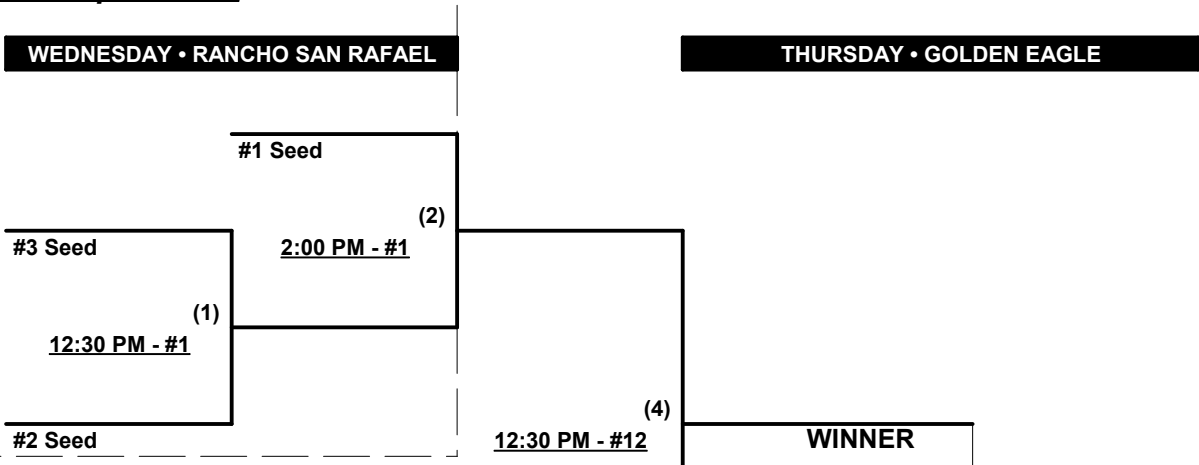 WEDNESDAY • RANCHO SAN RAFAEL
THURSDAY • GOLDEN EAGLE
#1 Seed
(2)
#3 Seed
2:00 PM - #1
(1)
12:30 PM - #1
(4)
#2 Seed
12:30 PM - #12
WINNER